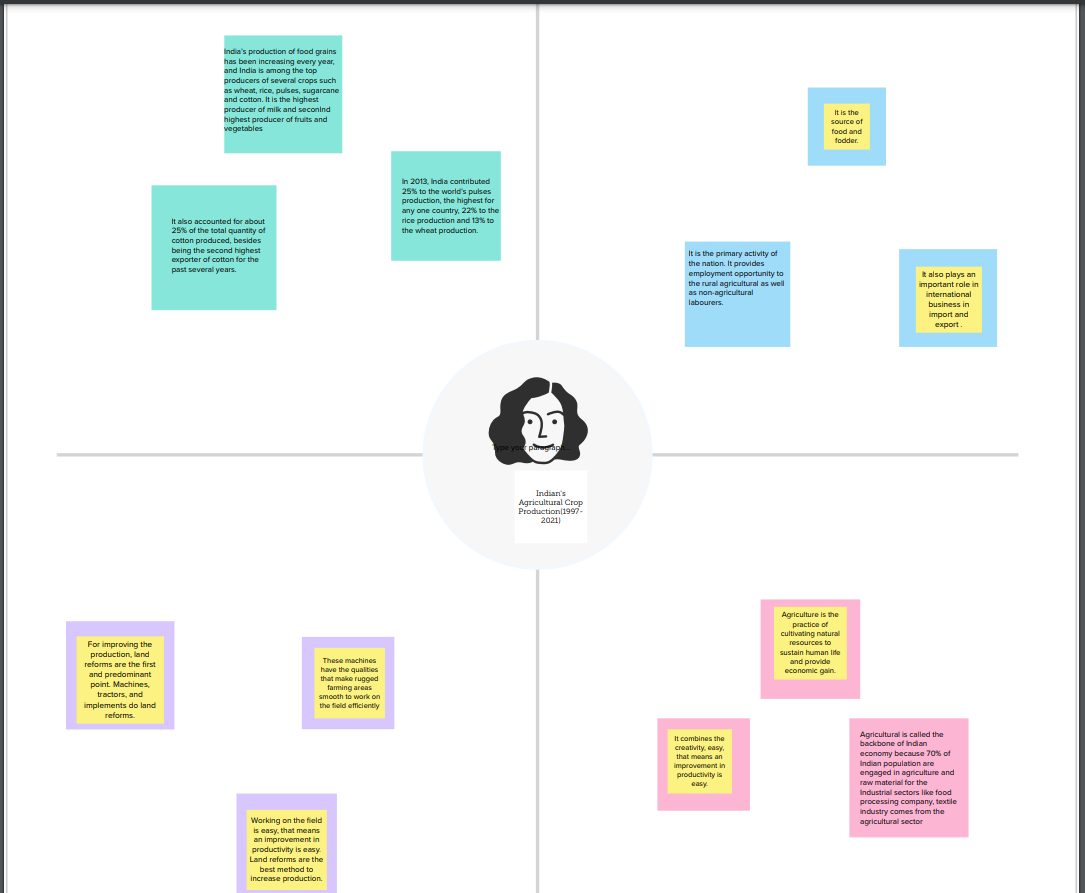 India's production of food grains
has been increasing every year,
and India is among the top
producers of several crops such
as wheat, rice, pulses, sugarcane
and cotton. It is the highest
producer of milk and seconInd
highest producer of fruits and
vegetables
In 2013, India contributed
25% to the world's pulses
production, the highest for
any one country, 22% to the
rice production and 13% to
the wheat production.
It also accounted for about
25% of the total quantity of
cotton produced, besides
being the second highest
exporter of cotton for the
past several years.
It is the
source of
food and
fodder.
It is the primary activity of
the nation. It provides
employment opportunity to
the rural agricultural as well
as non-agricultural
labourers.
It also plays an
important role in
international
business in
import and
export .
Type your paragraph...
Indian's
Agricultural Crop
Production(1997-
2021)
For improving the
production, land
reforms are the first
and predominant
point. Machines,
tractors, and
implements do land
reforms.
These machines
have the qualities
that make rugged
farming areas
smooth to work on
the field efficiently
Working on the field
is easy, that means
an improvement in
productivity is easy.
Land reforms are the
best method to
increase production.
Agriculture is the
practice of
cultivating natural
resources to
sustain human life
and provide
economic gain.
It combines the
creativity, easy,
that means an
improvement in
productivity is
easy.
Agricultural is called the
backbone of Indian
economy because 70% of
Indian population are
engaged in agriculture and
raw material for the
Industrial sectors like food
processing company, textile
industry comes from the
agricultural sector